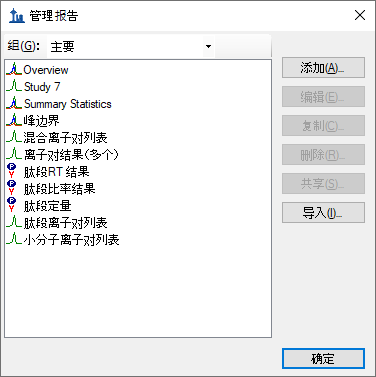 管理报告
组(G): 主要
Overview
Study 7
Summary Statistics
峰边界
混合离子对列表
离子对结果(多个)
肽段RT 结果
肽段比率结果
肽段定量
肽段离子对列表
小分子离子对列表
添加(A)...
编辑(E)...
复制(C)...
删除(R)...
共享(S)...
导入(I)...
确定